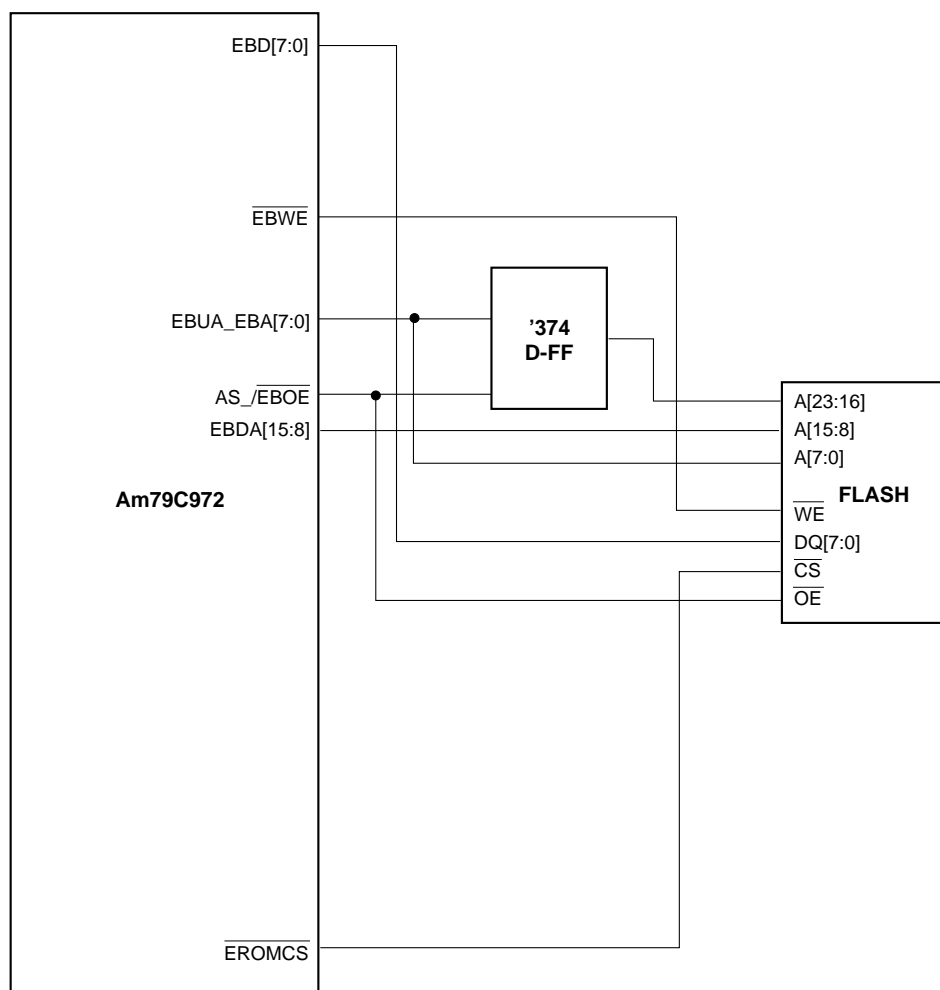 EBD[7:0]
EBWE
EBUA_EBA[7:0]
’374
D-FF
AS_/EBOE
A[23:16]
EBDA[15:8]
A[15:8]
A[7:0]
Am79C972
FLASH
WE
DQ[7:0]
CS
OE
EROMCS